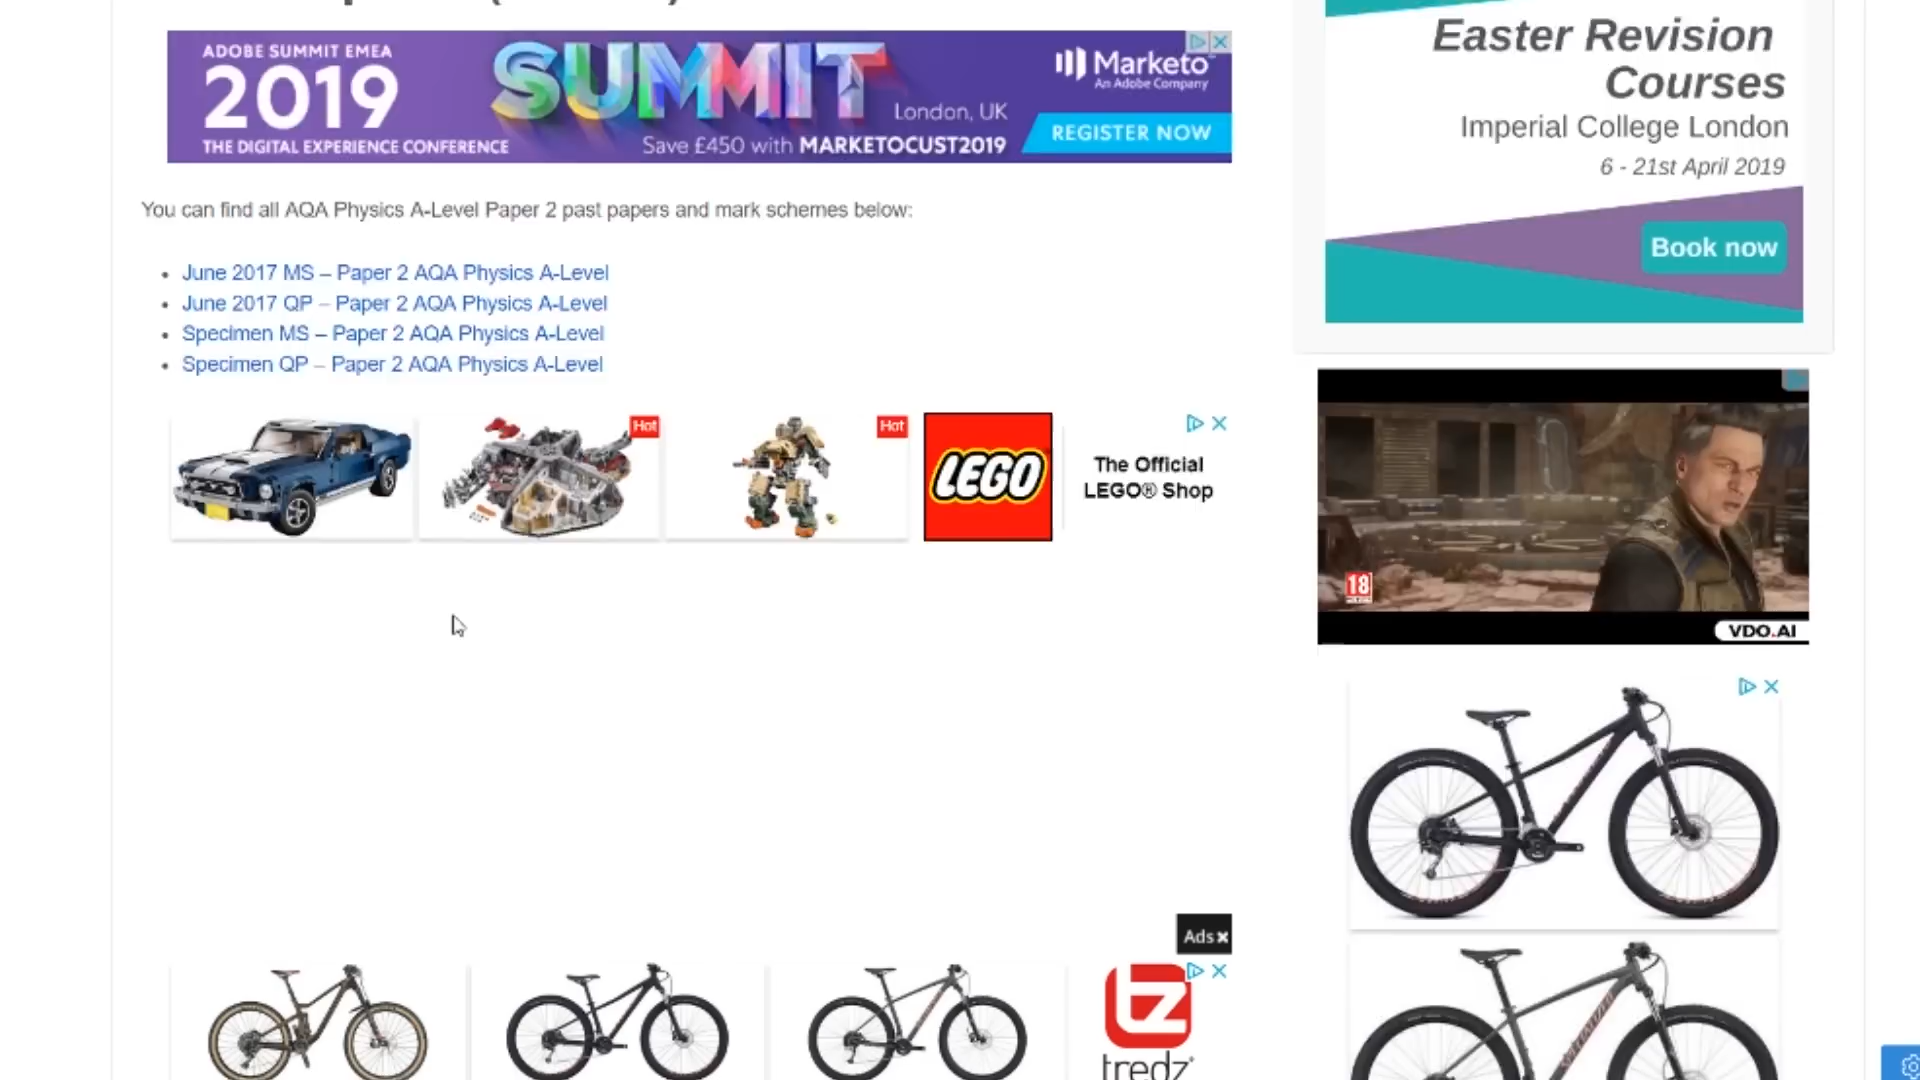 ADOBE SUMMIT EMEA
2019
THE DIGITAL EXPERIENCE CONFERENCE
SUMMIT
London, UK
Save £450 with MARKETOCUST2019
Marketo
An Adobe Company
REGISTER NOW
You can find all AQA Physics A-Level Paper 2 past papers and mark schemes below:
June 2017 MS – Paper 2 AQA Physics A-Level
June 2017 QP – Paper 2 AQA Physics A-Level
Specimen MS – Paper 2 AQA Physics A-Level
Specimen QP – Paper 2 AQA Physics A-Level
Hot
Hot
LEGO
The Official
LEGO® Shop
Easter Revision
Courses
Imperial College London
6 - 21st April 2019
Book now
18
VDO.AI
Ads x
tz
tredz